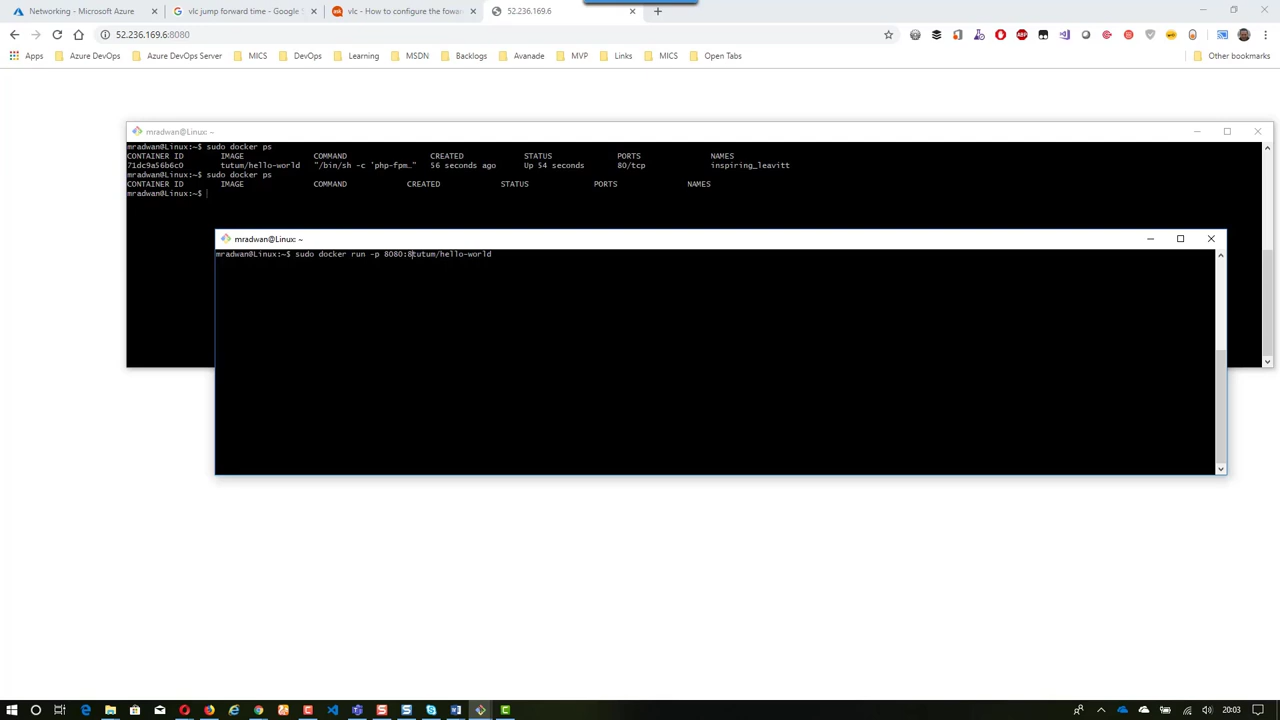 Networking - Microsoft Azure
vlc jump forward time - Google S
vlc - How to configure the fowar
52.236.169.6
52.236.169.6:8080
Apps
Azure DevOps
Azure DevOps Server
MICS
DevOps
Learning
MSDN
Backlogs
Avanade
MVP
Links
MICS
Open Tabs
Other bookmarks
mradwan@Linux: ~
mradwan@Linux:~$ sudo docker ps
CONTAINER ID IMAGE COMMAND CREATED STATUS PORTS NAMES
71dc9a56b6c0 tutum/hello-world "/bin/sh -c 'php-fpm…" 56 seconds ago Up 54 seconds 80/tcp inspiring_leavitt
mradwan@Linux:~$ sudo docker ps
CONTAINER ID IMAGE COMMAND CREATED STATUS PORTS NAMES
mradwan@Linux:~$
mradwan@Linux: ~
mradwan@Linux:~$ sudo docker run -p 8080:8tutum/hello-world
20:03